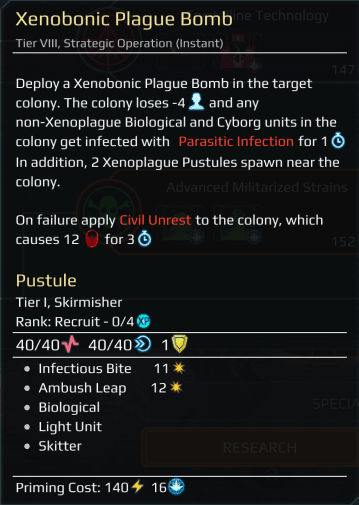 Xenobonic Plague Bomb
Tier VIII, Strategic Operation (Instant)
Frontline Technology
147
Deploy a Xenobonic Plague Bomb in the target
colony. The colony loses -4 and any
non-Xenoplague Biological and Cyborg units in the
colony get infected with Parasitic Infection for 1
In addition, 2 Xenoplague Pustules spawn near the
colony.
Advanced Militarized Strains
On failure apply Civil Unrest to the colony, which
causes 12 for 3
152
Pustule
Tier I, Skirmisher
Rank: Recruit - 0/4 XP
40/40 40/40 1
Infectious Bite 11
Ambush Leap 12
Biological
Light Unit
Skitter
SPECIA
RESEARCH
Priming Cost: 140 16